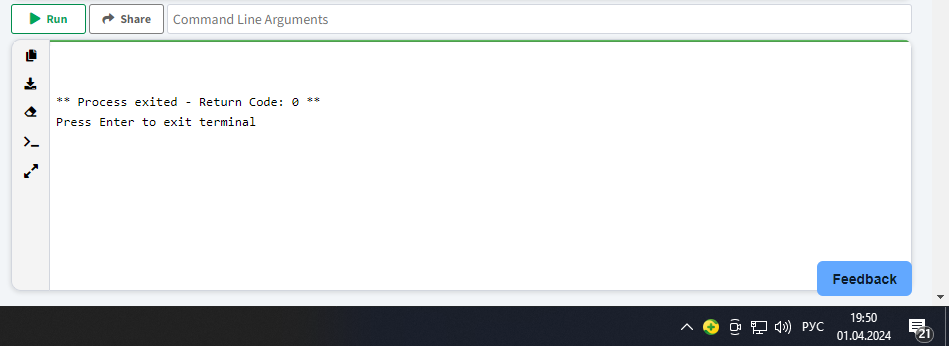 Run
Share
Command Line Arguments
** Process exited - Return Code: 0 **
Press Enter to exit terminal
Feedback
РУС
19:50
01.04.2024
21